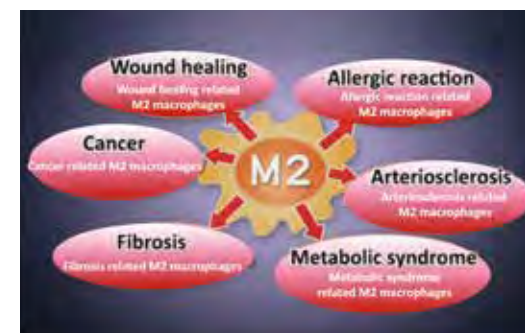 Wound healing
Wound healing related
M2 macrophages
Allergic reaction
Allergic reaction related
M2 macrophages
Cancer
Cancer related M2 macrophages
M2
Arteriosclerosis
Arteriosclerosis related
M2 macrophages
Fibrosis
Fibrosis related M2 macrophages
Metabolic syndrome
Metabolic syndrome
related M2 macrophages